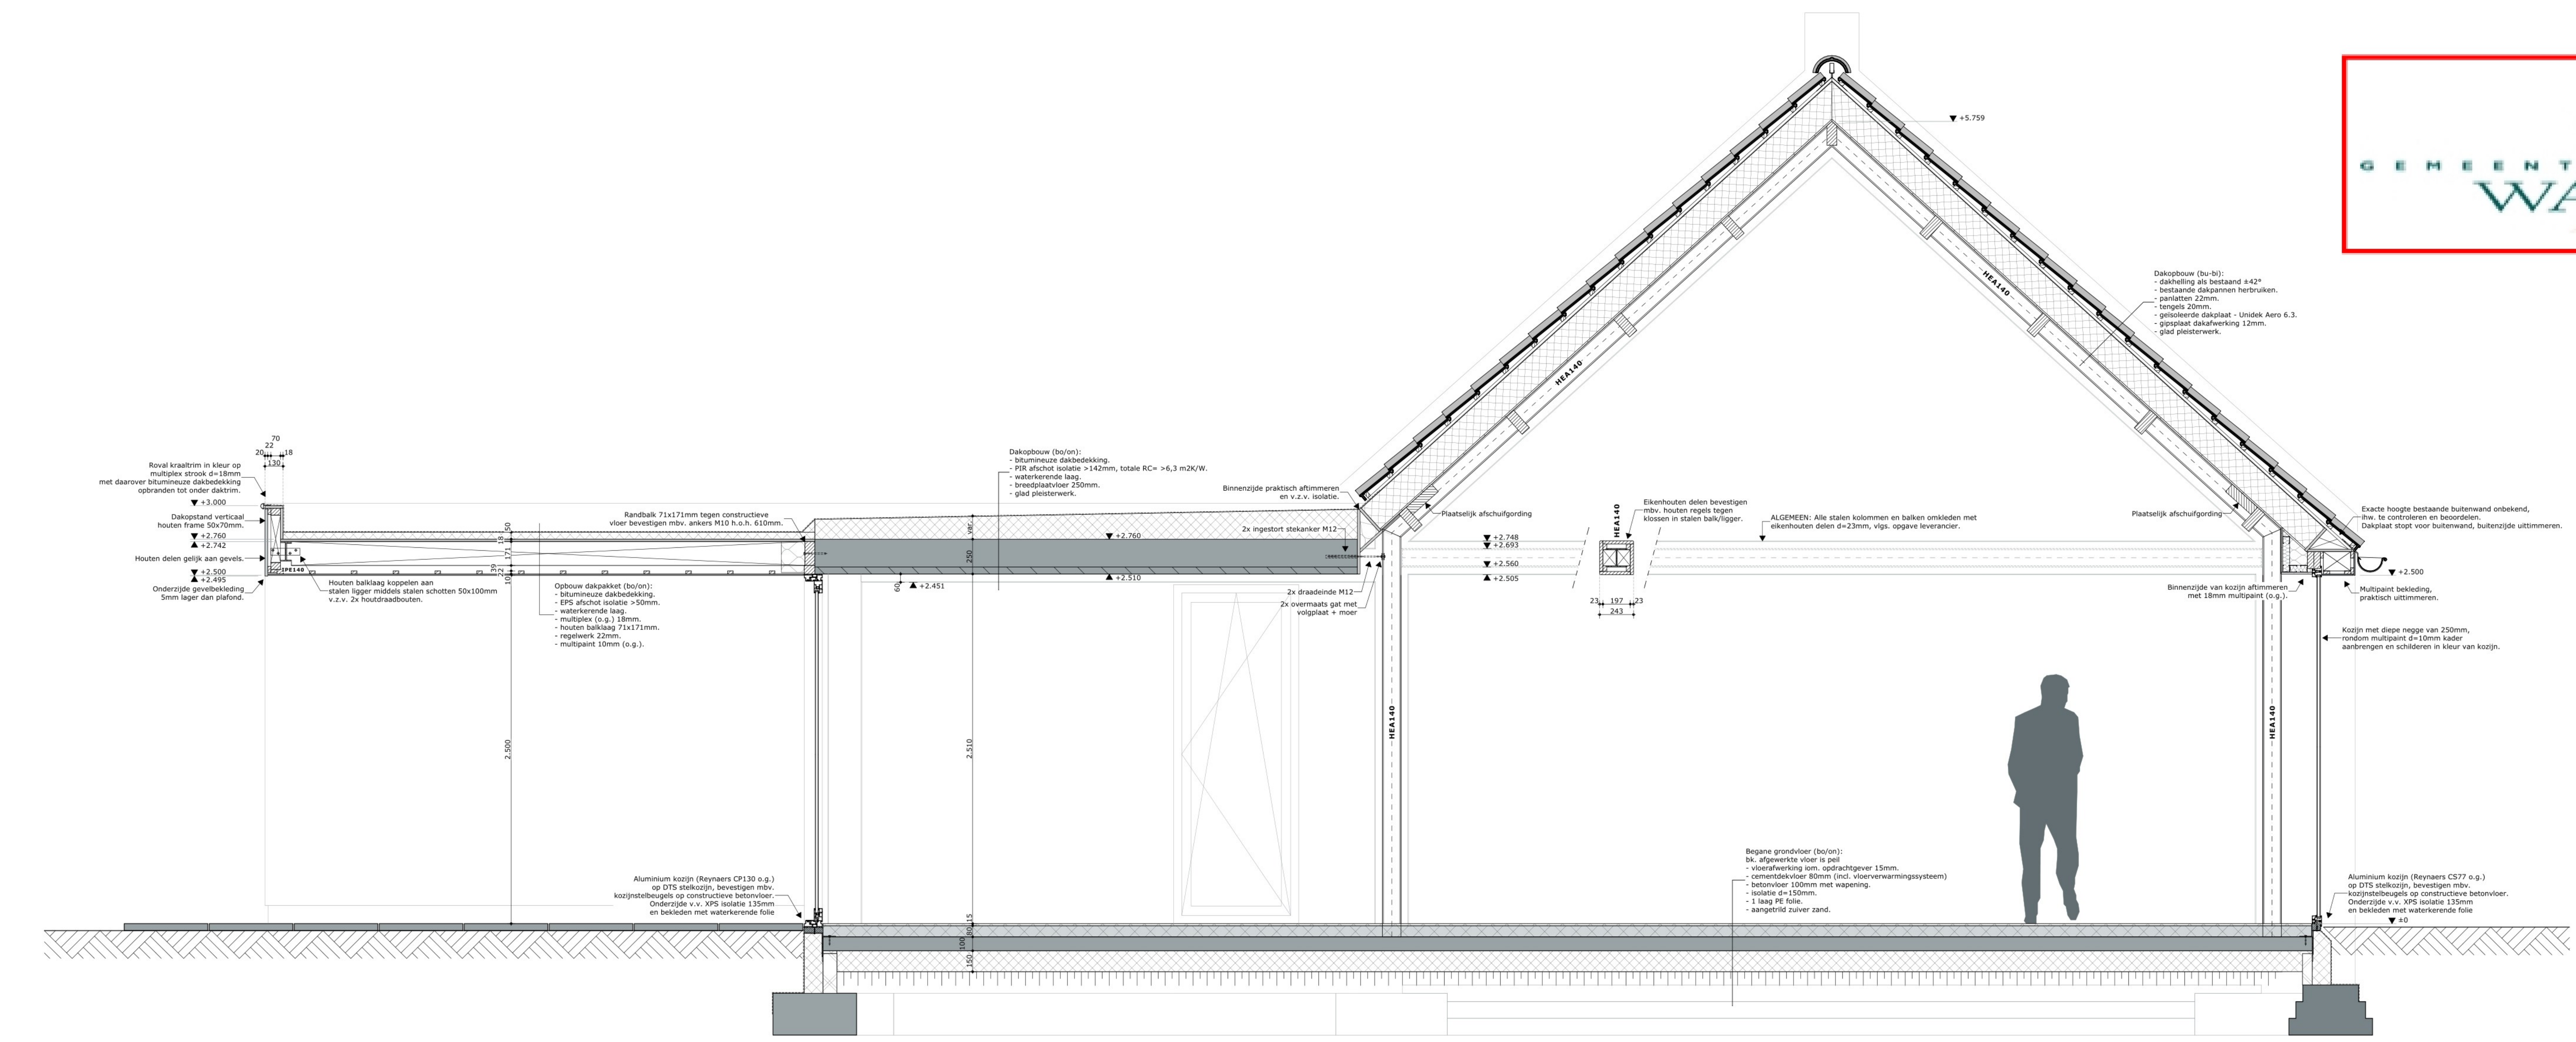 GEMEENT
WA
▼ +5.759
Dakopbouw (bu-bi):
- dakhelling als bestaand ±42°
- bestaande dakpannen herbruiken.
- panlatten 22mm.
- tengels 20mm.
- geïsoleerde dakplaat - Unidek Aero 6.3.
- gipsplaat dakafwerking 12mm.
- glad pleisterwerk.
HEA140
HEA140
70
22
20
18
130
Roval kraaltrim in kleur op
multiplex strook d=18mm
met daarover bitumineuze dakbedekking
opbranden tot onder daktrim.
▼ +3.000
Dakopstand verticaal
houten frame 50x70mm.
▼ +2.760
▲ +2.742
Houten delen gelijk aan gevels.
▼ +2.500
▲ +2.495
Onderzijde gevelbekleding
5mm lager dan plafond.
IPE140
Houten balklaag koppelen aan
stalen ligger middels stalen schotten 50x100mm
v.z.v. 2x houtdraadbouten.
50
18
171
39
22
10
2.500
Opbouw dakpakket (bo/on):
- bitumineuze dakbedekking.
- EPS afschot isolatie >50mm.
- waterkerende laag.
- multiplex (o.g.) 18mm.
- houten balklaag 71x171mm.
- regelwerk 22mm.
- multipaint 10mm (o.g.).
Randbalk 71x171mm tegen constructieve
vloer bevestigen mbv. ankers M10 h.o.h. 610mm.
Dakopbouw (bo/on):
- bitumineuze dakbedekking.
- PIR afschot isolatie >142mm, totale RC= >6,3 m2K/W.
- waterkerende laag.
- breedplaatvloer 250mm.
- glad pleisterwerk.
var.
250
60
▲ +2.451
▼ +2.760
▲ +2.510
2.510
Binnenzijde praktisch aftimmeren
en v.z.v. isolatie.
2x ingestort stekanker M12
2x draadeinde M12
2x overmaats gat met
volgplaat + moer
Plaatselijk afschuifgording
▼ +2.748
▼ +2.693
▼ +2.560
▲ +2.505
HEA140
Eikenhouten delen bevestigen
mbv. houten regels tegen
klossen in stalen balk/ligger.
23
197
23
243
ALGEMEEN: Alle stalen kolommen en balken omkleden met
eikenhouten delen d=23mm, vlgs. opgave leverancier.
Plaatselijk afschuifgording
Exacte hoogte bestaande buitenwand onbekend,
ihw. te controleren en beoordelen.
Dakplaat stopt voor buitenwand, buitenzijde uittimmeren.
▼ +2.500
Binnenzijde van kozijn aftimmeren
met 18mm multipaint (o.g.).
Multipaint bekleding,
praktisch uittimmeren.
Kozijn met diepe negge van 250mm,
rondom multipaint d=10mm kader
aanbrengen en schilderen in kleur van kozijn.
HEA140
HEA140
Aluminium kozijn (Reynaers CP130 o.g.)
op DTS stelkozijn, bevestigen mbv.
kozijnstelbeugels op constructieve betonvloer.
Onderzijde v.v. XPS isolatie 135mm
en bekleden met waterkerende folie
15
80
100
150
Begane grondvloer (bo/on):
bk. afgewerkte vloer is peil
- vloerafwerking iom. opdrachtgever 15mm.
- cementdekvloer 80mm (incl. vloerverwarmingssysteem)
- betonvloer 100mm met wapening.
- isolatie d=150mm.
- 1 laag PE folie.
- aangetrild zuiver zand.
Aluminium kozijn (Reynaers CS77 o.g.)
op DTS stelkozijn, bevestigen mbv.
kozijnstelbeugels op constructieve betonvloer.
Onderzijde v.v. XPS isolatie 135mm
en bekleden met waterkerende folie
▼ ±0